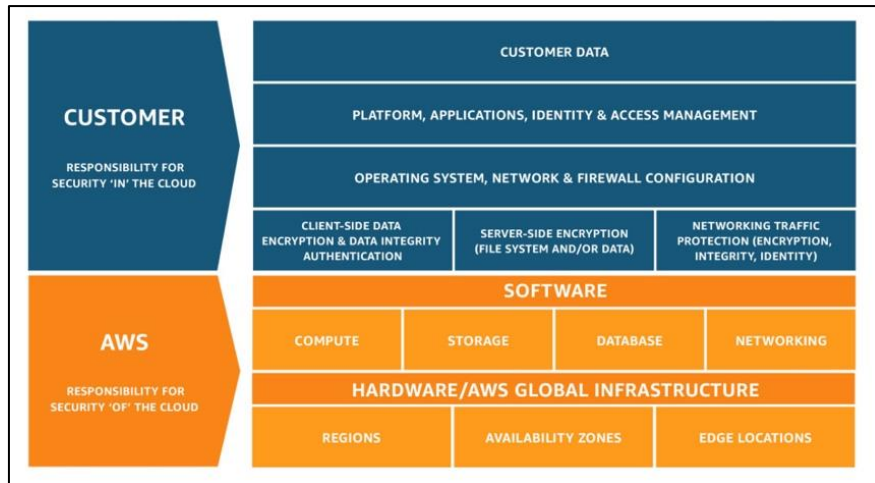 CUSTOMER
RESPONSIBILITY FOR
SECURITY ‘IN’ THE CLOUD
CUSTOMER DATA
PLATFORM, APPLICATIONS, IDENTITY & ACCESS MANAGEMENT
OPERATING SYSTEM, NETWORK & FIREWALL CONFIGURATION
CLIENT-SIDE DATA
ENCRYPTION & DATA INTEGRITY
AUTHENTICATION
SERVER-SIDE ENCRYPTION
(FILE SYSTEM AND/OR DATA)
NETWORKING TRAFFIC
PROTECTION (ENCRYPTION,
INTEGRITY, IDENTITY)
AWS
RESPONSIBILITY FOR
SECURITY ‘OF’ THE CLOUD
SOFTWARE
COMPUTE
STORAGE
DATABASE
NETWORKING
HARDWARE/AWS GLOBAL INFRASTRUCTURE
REGIONS
AVAILABILITY ZONES
EDGE LOCATIONS